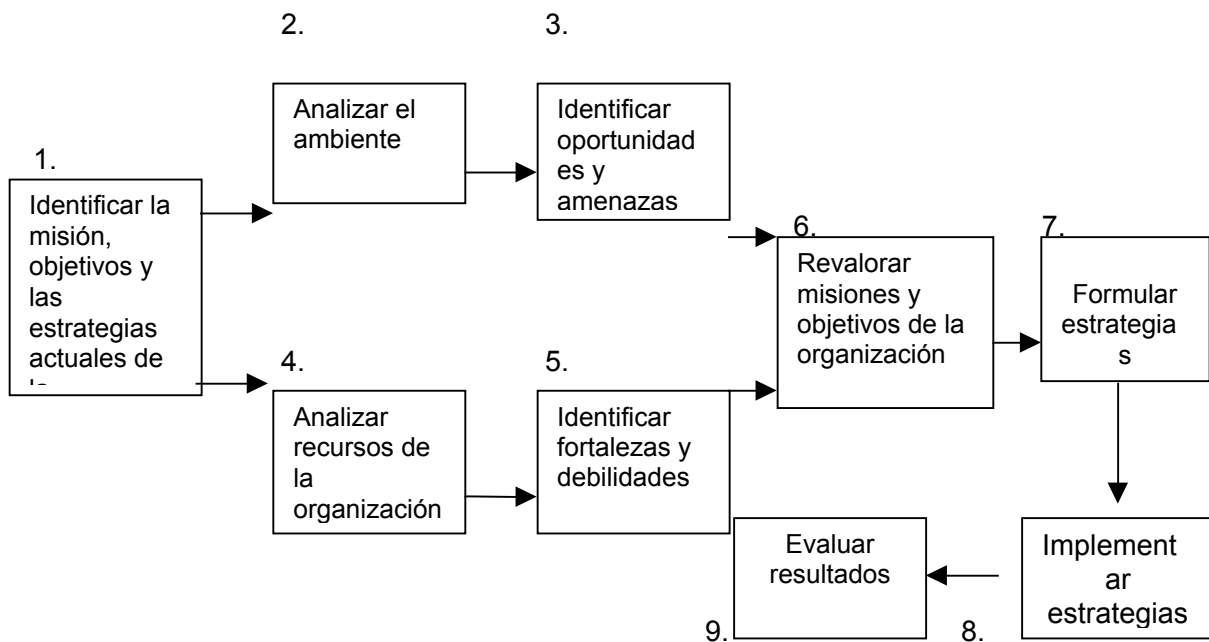 1.
Identificar la
misión,
objetivos y
las
estrategias
actuales de
2.
Analizar el
ambiente
3.
Identificar
oportunidad
es y
amenazas
4.
Analizar
recursos de
la
organización
5.
Identificar
fortalezas y
debilidades
6.
Revalorar
misiones y
objetivos de la
organización
7.
Formular
estrategia
s
Implement
ar
estrategias
8.
Evaluar
resultados
9.